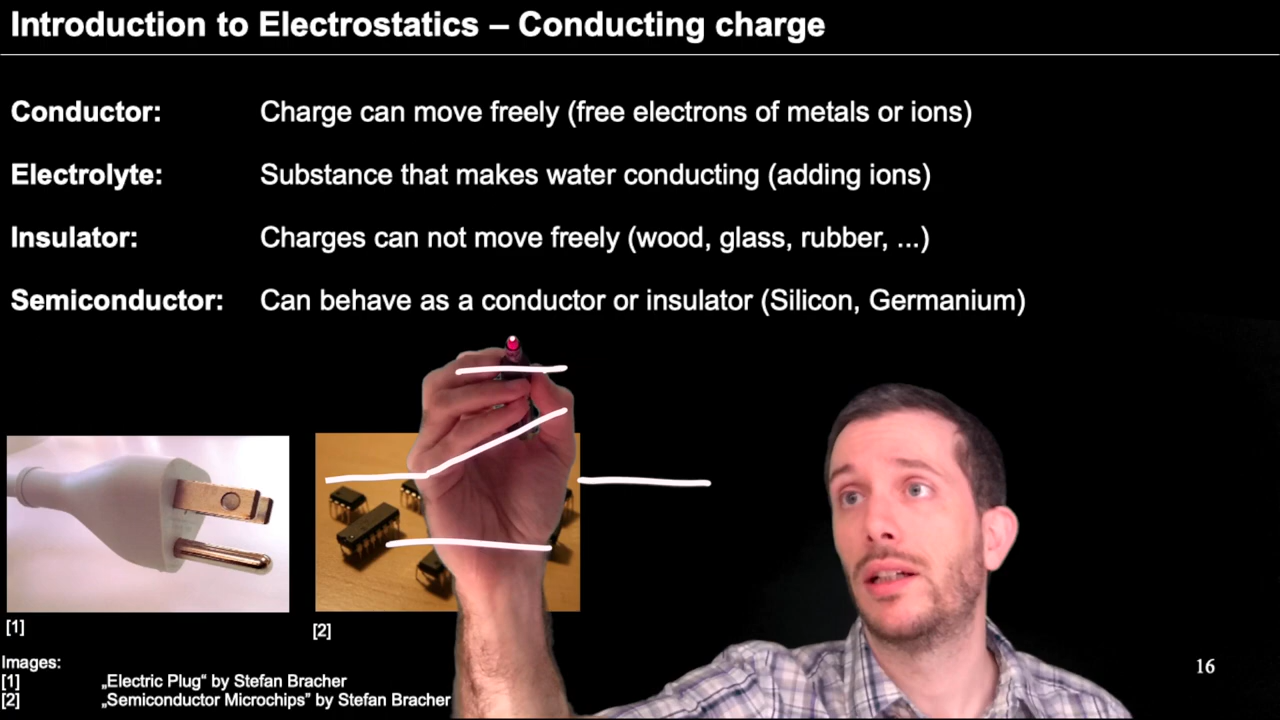 Introduction to Electrostatics – Conducting charge
Conductor: Charge can move freely (free electrons of metals or ions)
Electrolyte: Substance that makes water conducting (adding ions)
Insulator: Charges can not move freely (wood, glass, rubber, ...)
Semiconductor: Can behave as a conductor or insulator (Silicon, Germanium)
[1]
[2]
Images:
[1] „Electric Plug“ by Stefan Bracher
[2] „Semiconductor Microchips” by Stefan Bracher
16